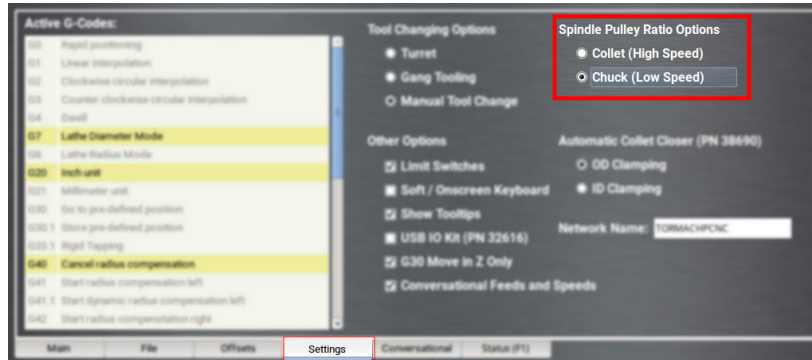 Active G-Codes:
G0 Rapid positioning
G1 Linear interpolation
G2 Clockwise circular interpolation
G3 Counter clockwise circular interpolation
G4 Dwell
G7 Lathe Diameter Mode
G8 Lathe Radius Mode
G20 Inch unit
G21 Millimeter unit
G30 Go to pre-defined position
G30.1 Store pre-defined position
G33.1 Rigid Tapping
G40 Cancel radius compensation
G41 Start radius compensation left
G41.1 Start dynamic radius compensation left
G42 Start radius compenstation right
Tool Changing Options
Turret
Gang Tooling
Manual Tool Change
Spindle Pulley Ratio Options
Collet (High Speed)
Chuck (Low Speed)
Other Options
Limit Switches
Soft / Onscreen Keyboard
Show Tooltips
USB IO Kit (PN 32616)
G30 Move in Z Only
Conversational Feeds and Speeds
Automatic Collet Closer (PN 38690)
OD Clamping
ID Clamping
Network Name: TORMACHPCNC
Main File Offsets Settings Conversational Status (F1)